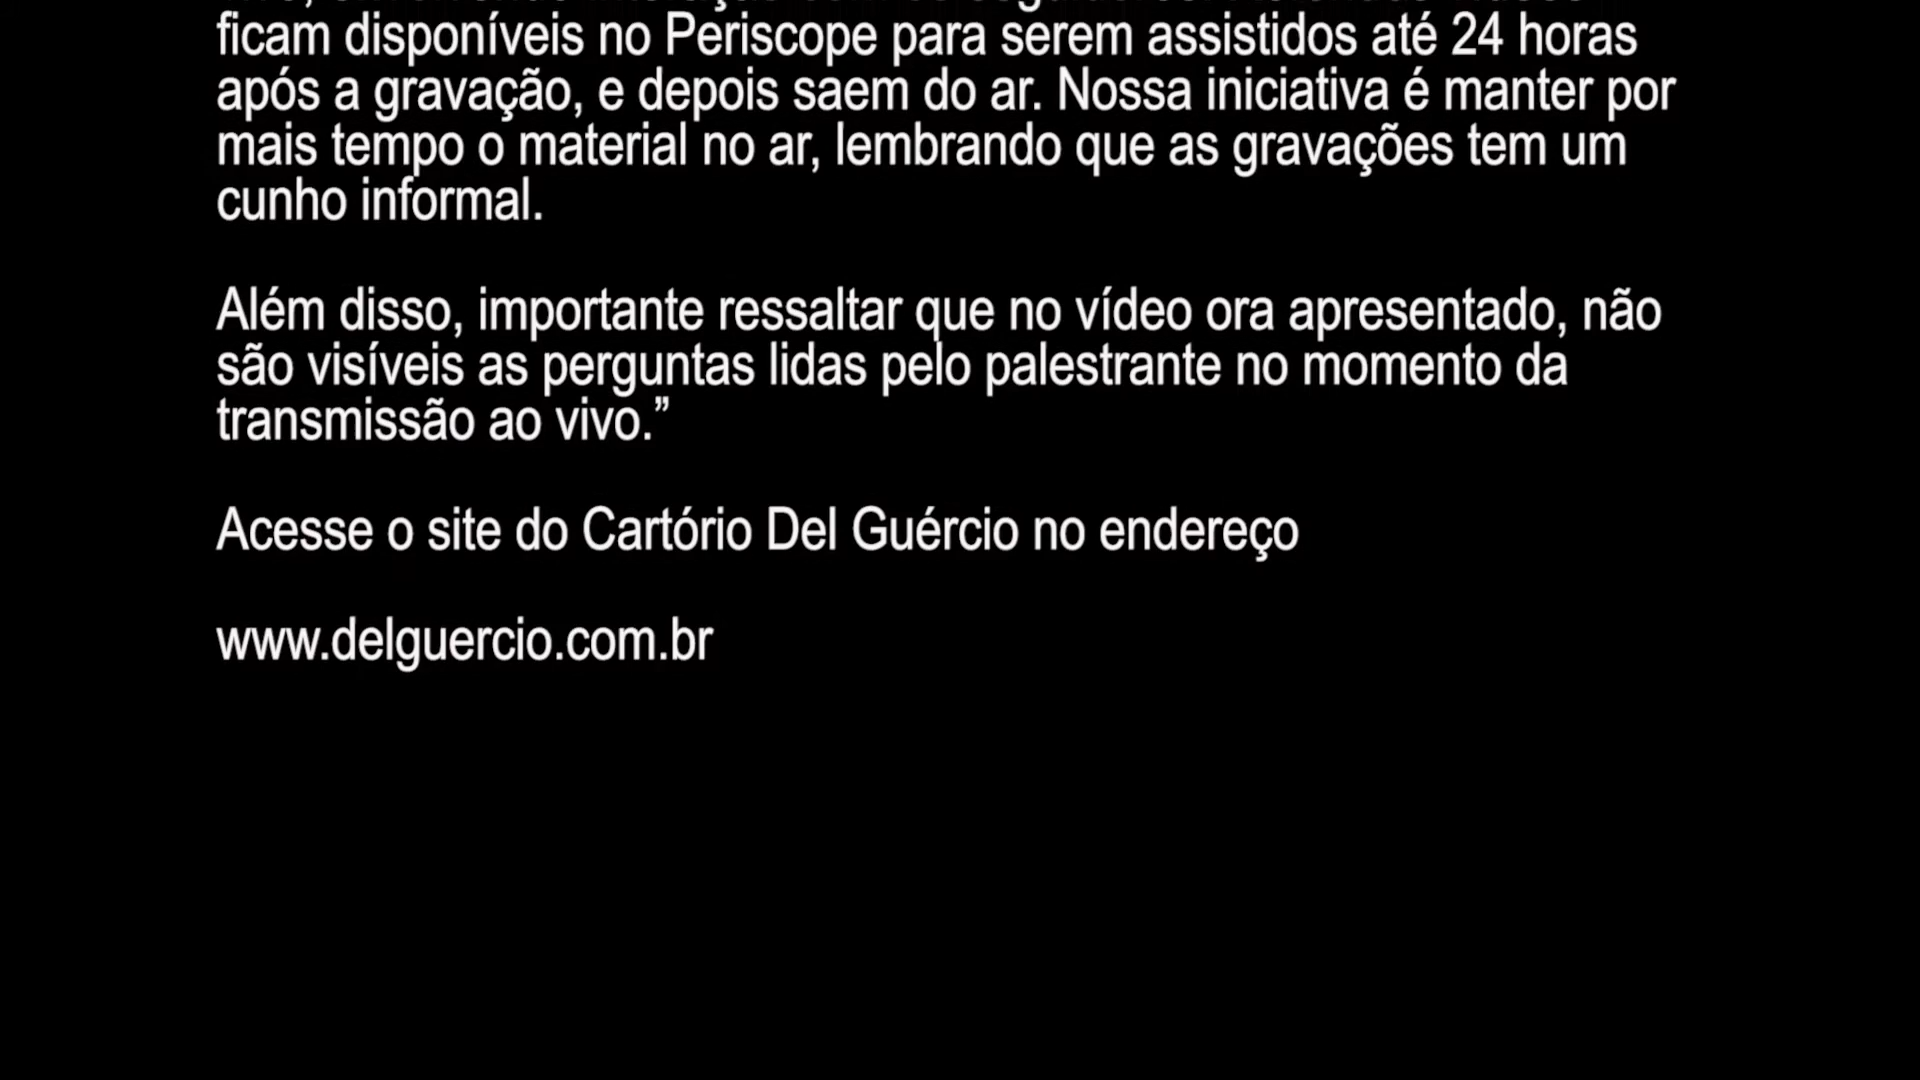 ficam disponíveis no Periscope para serem assistidos até 24 horas
após a gravação, e depois saem do ar. Nossa iniciativa é manter por
mais tempo o material no ar, lembrando que as gravações tem um
cunho informal.
Além disso, importante ressaltar que no vídeo ora apresentado, não
são visíveis as perguntas lidas pelo palestrante no momento da
transmissão ao vivo.”
Acesse o site do Cartório Del Guércio no endereço
www.delguercio.com.br